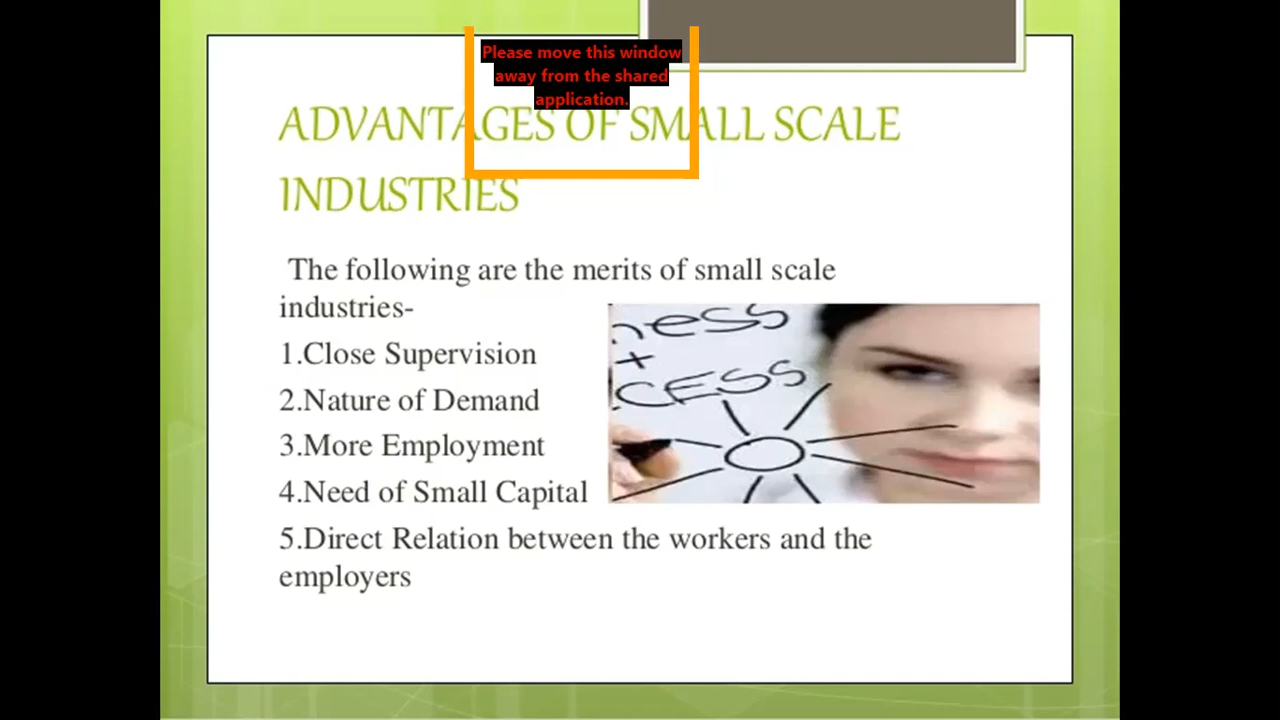 Please move this window
away from the shared
application.
ADVANTAGES OF SMALL SCALE
INDUSTRIES
The following are the merits of small scale
industries-
1.Close Supervision
2.Nature of Demand
3.More Employment
4.Need of Small Capital
5.Direct Relation between the workers and the
employers
ness
+
CESS